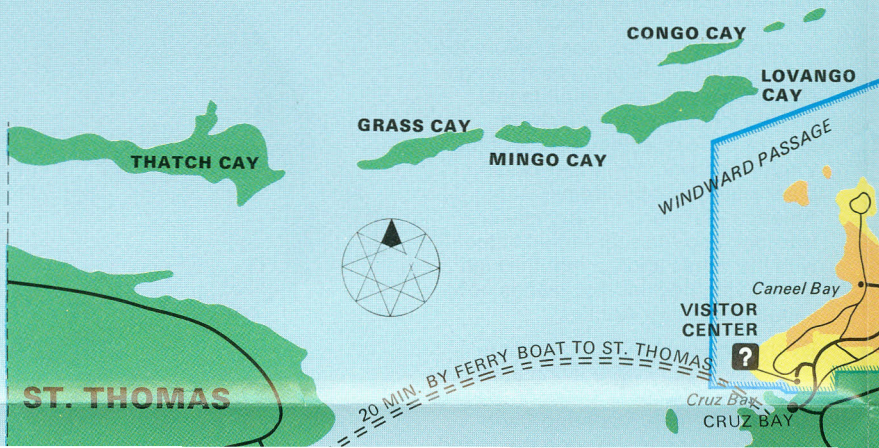 CONGO CAY
LOVANGO
CAY
GRASS CAY
THATCH CAY
MINGO CAY
WINDWARD PASSAGE
Caneel Bay
VISITOR
CENTER
?
20 MIN. BY FERRY BOAT TO ST. THOMAS
ST. THOMAS
Cruz Bay
CRUZ BAY